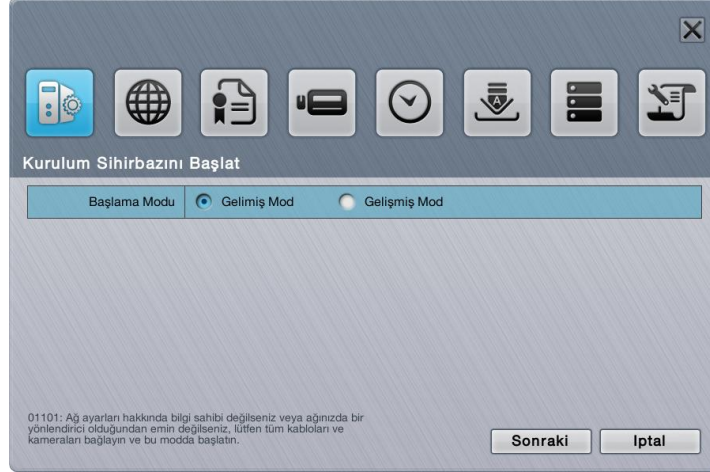 Kurulum Sihirbazını Başlat
Başlama Modu Gelimiş Mod Gelişmiş Mod
01101: Ağ ayarları hakkında bilgi sahibi değilseniz veya ağınızda bir
yönlendirici olduğundan emin değilseniz, lütfen tüm kabloları ve
kameraları bağlayın ve bu modda başlatın.
Sonraki Iptal